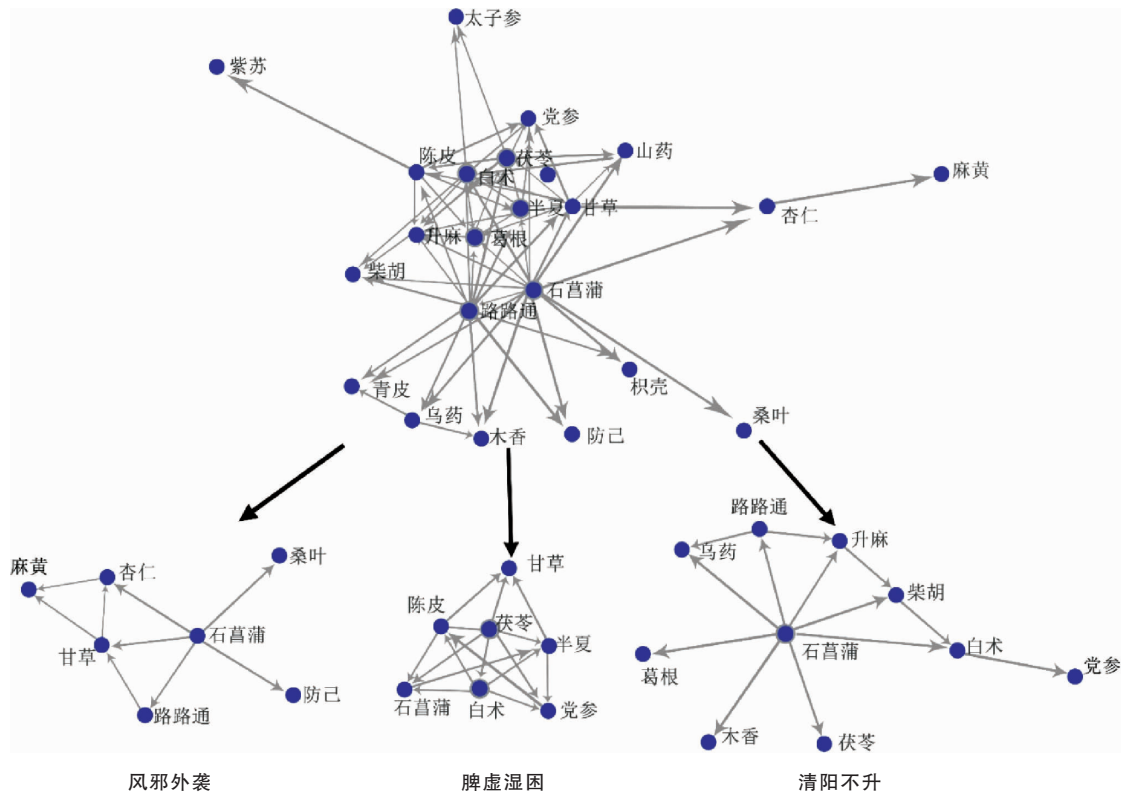 太子参
紫苏
党参
陈皮
茯苓
山药
白术
麻黄
半夏
甘草
杏仁
升麻
葛根
柴胡
石菖蒲
路路通
枳壳
青皮
乌药
桑叶
木香
防己
麻黄
杏仁
桑叶
石菖蒲
甘草
防己
路路通
甘草
陈皮
茯苓
半夏
石菖蒲
白术
党参
路路通
乌药
升麻
柴胡
石菖蒲
白术
葛根
党参
木香
茯苓
风邪外袭
脾虚湿困
清阳不升